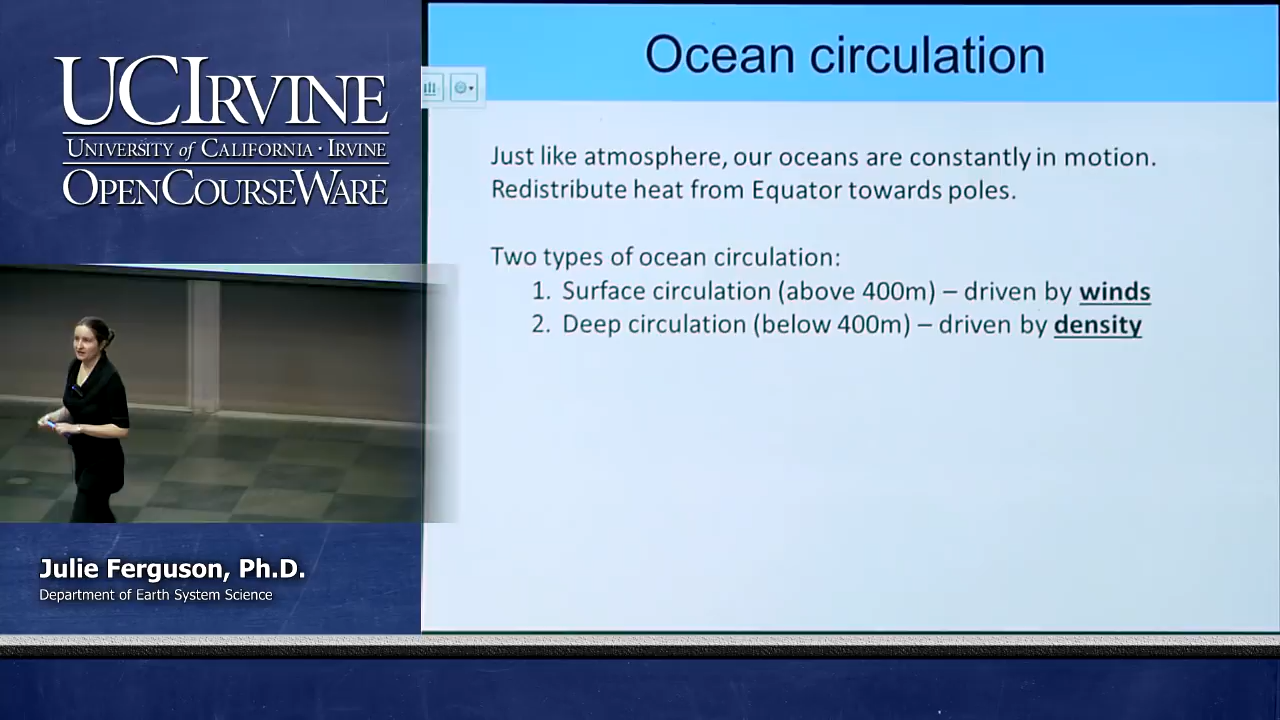 UCIRVINE
UNIVERSITY of CALIFORNIA · IRVINE
OPENCOURSEWARE
Julie Ferguson, Ph.D.
Department of Earth System Science
Ocean circulation
Just like atmosphere, our oceans are constantly in motion.
Redistribute heat from Equator towards poles.
Two types of ocean circulation:
1. Surface circulation (above 400m) – driven by winds
2. Deep circulation (below 400m) – driven by density